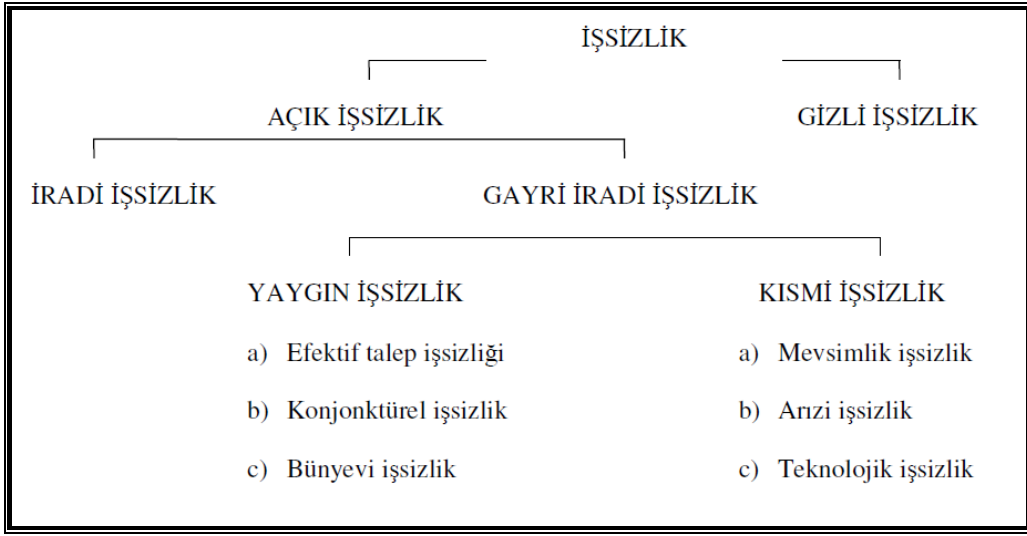 İŞSİZLİK
AÇIK İŞSİZLİK GİZLİ İŞSİZLİK
İRADİ İŞSİZLİK GAYRİ İRADİ İŞSİZLİK
YAYGIN İŞSİZLİK KISMİ İŞSİZLİK
a) Efektif talep işsizliği a) Mevsimlik işsizlik
b) Konjonktürel işsizlik b) Arızi işsizlik
c) Bünyevi işsizlik c) Teknolojik işsizlik